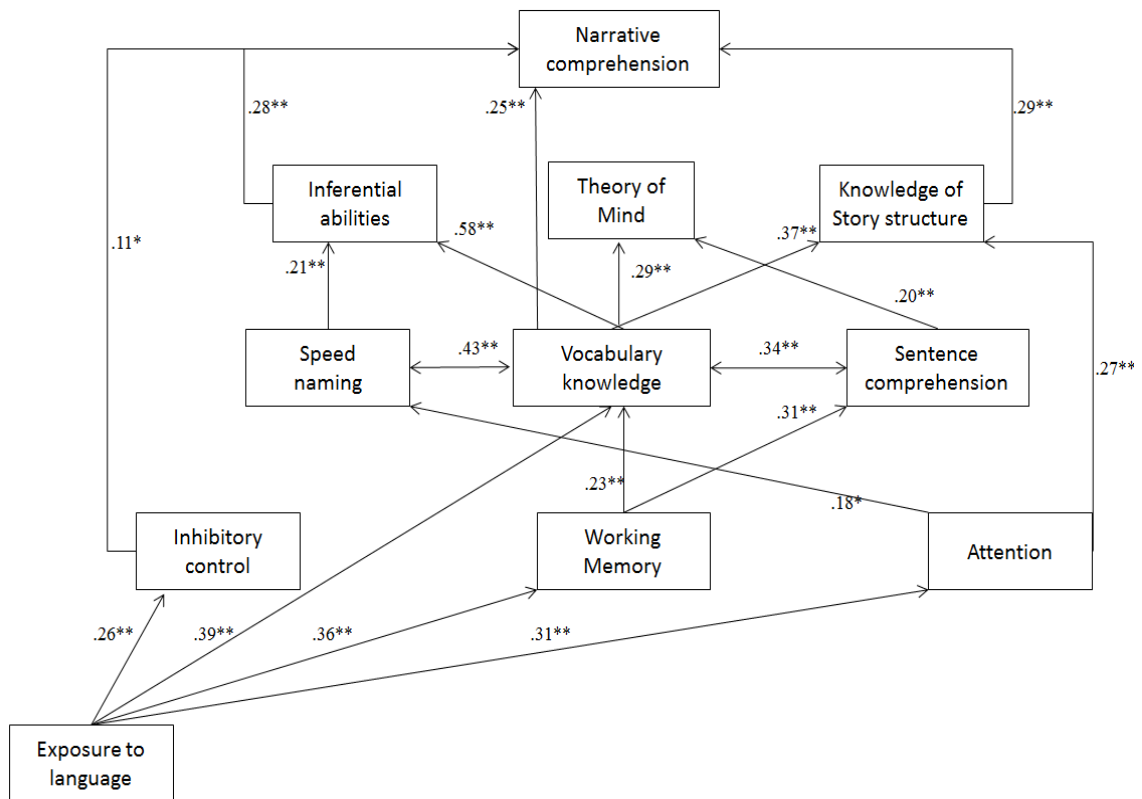 Narrative
comprehension
.28**
.25**
.29**
Inferential
abilities
Theory of
Mind
Knowledge of
Story structure
.11*
.58**
.37**
.21**
.29**
.20**
Speed
naming
.43**
Vocabulary
knowledge
.34**
Sentence
comprehension
.27**
.31**
.23**
.18*
Inhibitory
control
Working
Memory
Attention
.26**
.39**
.36**
.31**
Exposure to
language